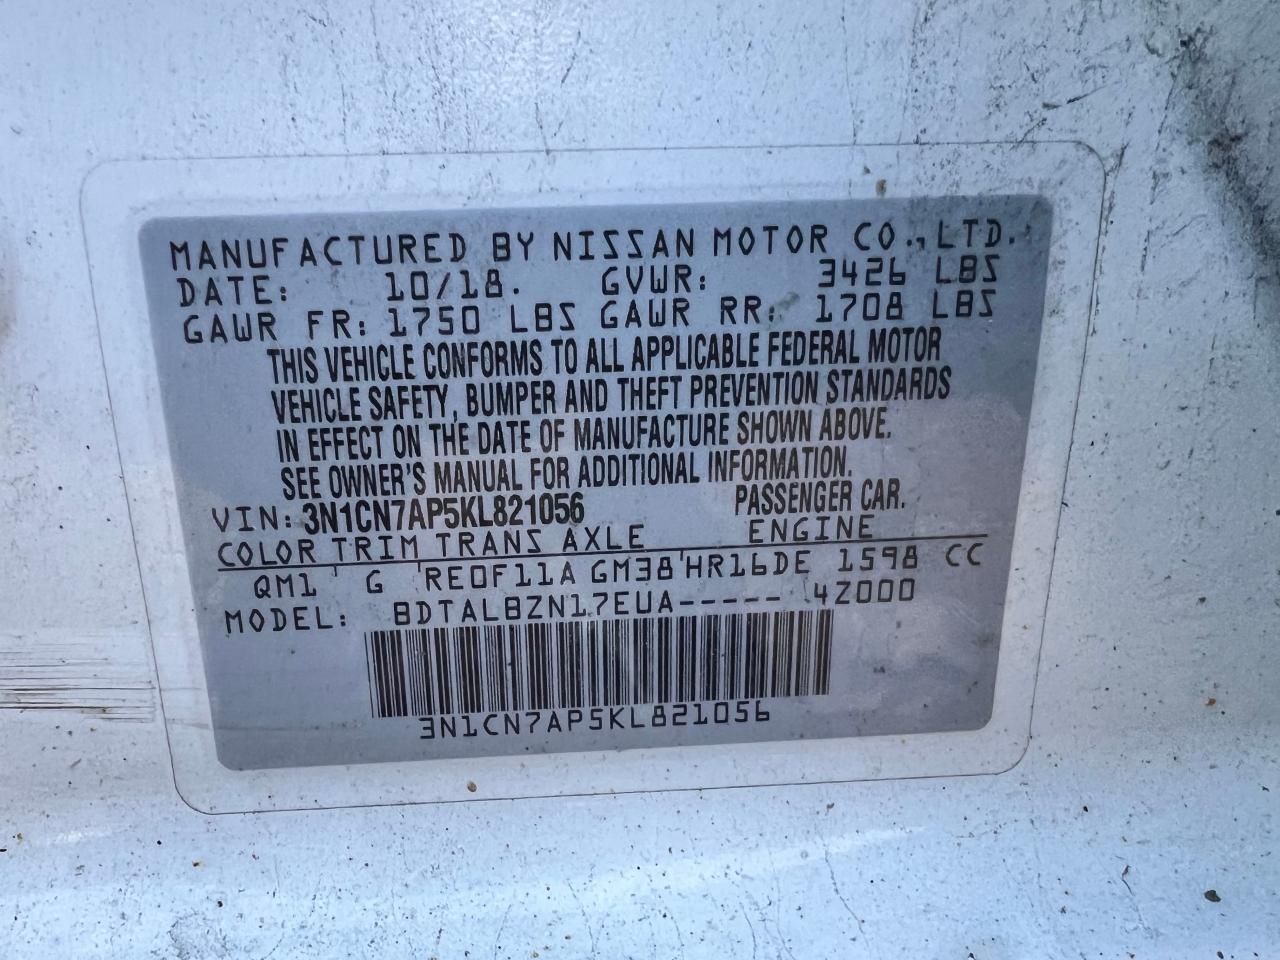 MANUFACTURED BY NISSAN MOTOR CO., LTD.
DATE: 10/18. GVWR: 3426 LBS
GAWR FR: 1750 LBS GAWR RR: 1708 LBS
THIS VEHICLE CONFORMS TO ALL APPLICABLE FEDERAL MOTOR
VEHICLE SAFETY, BUMPER AND THEFT PREVENTION STANDARDS
IN EFFECT ON THE DATE OF MANUFACTURE SHOWN ABOVE.
SEE OWNER'S MANUAL FOR ADDITIONAL INFORMATION.
VIN: 3N1CN7AP5KL821056 PASSENGER CAR.
COLOR TRIM TRANS AXLE ENGINE
QM1 G RE0F11A GM38 HR16DE 1598 CC
MODEL: BDTALBZN17EUA----- 4Z000
3N1CN7AP5KL821056